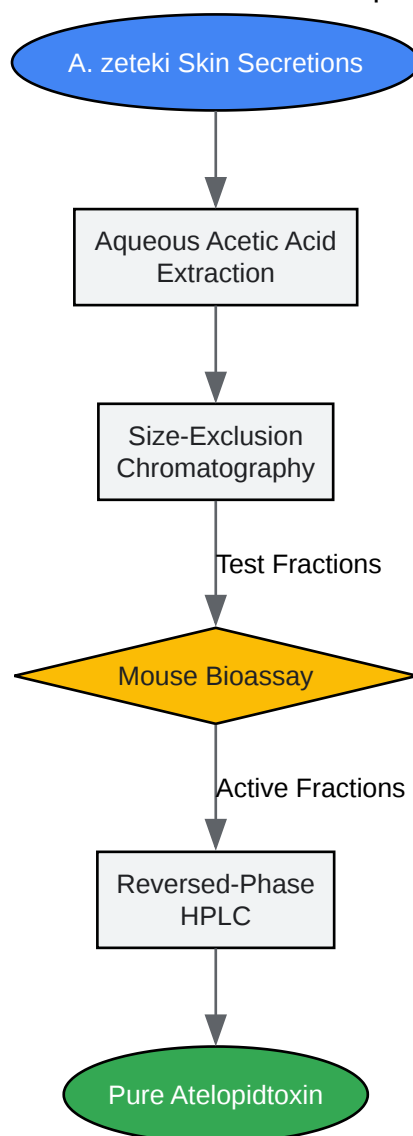 A. zeteki Skin Secretions
Aqueous Acetic Acid
Extraction
Size-Exclusion
Chromatography
Test Fractions
Mouse Bioassay
Active Fractions
Reversed-Phase
HPLC
Pure Atelopidtoxin